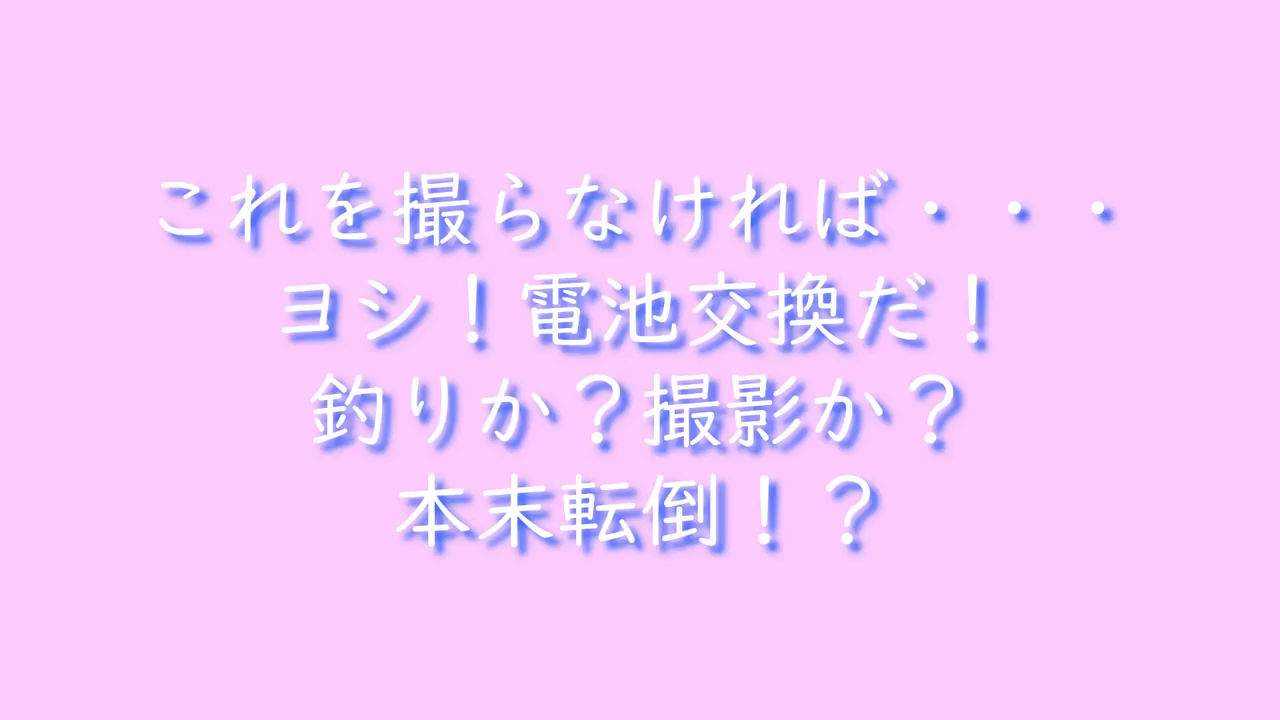 これを撮らなければ・・・
ヨシ！電池交換だ！
釣りか？撮影か？
本末転倒！？